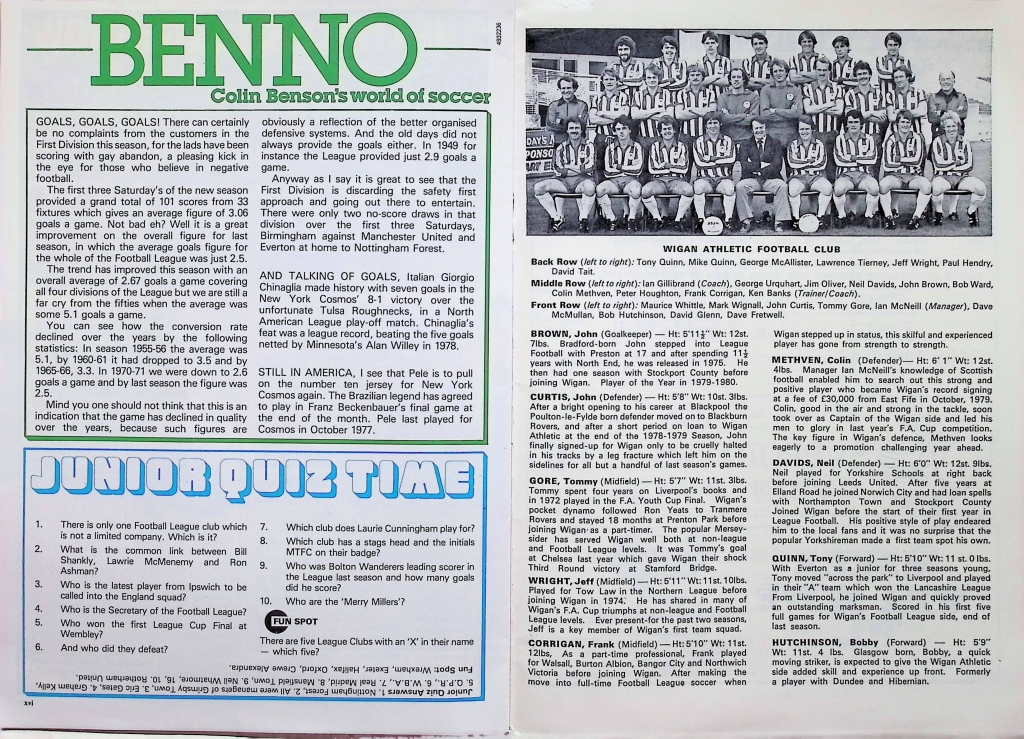 BENNO
Colin Benson's world of soccer
4932236
GOALS, GOALS, GOALS! There can certainly
be no complaints from the customers in the
First Division this season, for the lads have been
scoring with gay abandon, a pleasing kick in
the eye for those who believe in negative
football.
The first three Saturday's of the new season
provided a grand total of 101 scores from 33
fixtures which gives an average figure of 3.06
goals a game. Not bad eh? Well it is a great
improvement on the overall figure for last
season, in which the average goals figure for
the whole of the Football League was just 2.5.
The trend has improved this season with an
overall average of 2.67 goals a game covering
all four divisions of the League but we are still a
far cry from the fifties when the average was
some 5.1 goals a game.
You can see how the conversion rate
declined over the years by the following
statistics: In season 1955-56 the average was
5.1, by 1960-61 it had dropped to 3.5 and by
1965-66, 3.3. In 1970-71 we were down to 2.6
goals a game and by last season the figure was
2.5.
Mind you one should not think that this is an
indication that the game has declined in quality
over the years, because such figures are
obviously a reflection of the better organised
defensive systems. And the old days did not
always provide the goals either. In 1949 for
instance the League provided just 2.9 goals a
game.
Anyway as I say it is great to see that the
First Division is discarding the safety first
approach and going out there to entertain.
There were only two no-score draws in that
division over the first three Saturdays,
Birmingham against Manchester United and
Everton at home to Nottingham Forest.
AND TALKING OF GOALS, Italian Giorgio
Chinaglia made history with seven goals in the
New York Cosmos' 8-1 victory over the
unfortunate Tulsa Roughnecks, in a North
American League play-off match. Chinaglia's
feat was a league record, beating the five goals
netted by Minnesota's Alan Willey in 1978.
STILL IN AMERICA, I see that Pele is to pull
on the number ten jersey for New York
Cosmos again. The Brazilian legend has agreed
to play in Franz Beckenbauer's final game at
the end of the month. Pele last played for
Cosmos in October 1977.
JUNIOR QUIZ TIME
1. There is only one Football League club which
is not a limited company. Which is it?
2. What is the common link between Bill
Shankly, Lawrie McMenemy and Ron
Ashman?
3. Who is the latest player from Ipswich to be
called into the England squad?
4. Who is the Secretary of the Football League?
5. Who won the first League Cup Final at
Wembley?
6. And who did they defeat?
7. Which club does Laurie Cunningham play for?
8. Which club has a stags head and the initials
MTFC on their badge?
9. Who was Bolton Wanderers leading scorer in
the League last season and how many goals
did he score?
10. Who are the 'Merry Millers'?
FUN SPOT
There are five League Clubs with an 'X' in their name
— which five?
Junior Quiz Answers 1. Nottingham Forest, 2. All were managers of Grimsby Town, 3. Eric Gates, 4. Graham Kelly,
5. Q.P.R., 6. W.B.A., 7. Real Madrid, 8. Mansfield Town, 9. Neil Whatmore, 16, 10. Rotherham United.
Fun Spot: Wrexham, Exeter, Halifax, Oxford, Crewe Alexandra.
xvi
WIGAN ATHLETIC FOOTBALL CLUB
Back Row (left to right): Tony Quinn, Mike Quinn, George McAllister, Lawrence Tierney, Jeff Wright, Paul Hendry,
David Tait.
Middle Row (left to right): Ian Gillibrand (Coach), George Urquhart, Jim Oliver, Neil Davids, John Brown, Bob Ward,
Colin Methven, Peter Houghton, Frank Corrigan, Ken Banks (Trainer/Coach).
Front Row (left to right): Maurice Whittle, Mark Wignall, John Curtis, Tommy Gore, Ian McNeill (Manager), Dave
McMullan, Bob Hutchinson, David Glenn, Dave Fretwell.
BROWN, John (Goalkeeper) — Ht: 5'11½" Wt: 12st.
7lbs. Bradford-born John stepped into League
Football with Preston at 17 and after spending 11½
years with North End, he was released in 1975. He
then had one season with Stockport County before
joining Wigan. Player of the Year in 1979-1980.
CURTIS, John (Defender) — Ht: 5'8" Wt: 10st. 3lbs.
After a bright opening to his career at Blackpool the
Poulton-le-Fylde born defender moved on to Blackburn
Rovers, and after a short period on loan to Wigan
Athletic at the end of the 1978-1979 Season, John
finally signed-up for Wigan only to be cruelly halted
in his tracks by a leg fracture which left him on the
sidelines for all but a handful of last season's games.
GORE, Tommy (Midfield) — Ht: 5'7" Wt: 11st. 3lbs.
Tommy spent four years on Liverpool's books and
in 1972 played in the F.A. Youth Cup Final. Wigan's
pocket dynamo followed Ron Yeats to Tranmere
Rovers and stayed 18 months at Prenton Park before
joining Wigan as a part-timer. The popular Mersey-
sider has served Wigan well both at non-league
and Football League levels. It was Tommy's goal
at Chelsea last year which gave Wigan their shock
Third Round victory at Stamford Bridge.
WRIGHT, Jeff (Midfield) — Ht: 5'11" Wt: 11st. 10lbs.
Played for Tow Law in the Northern League before
joining Wigan in 1974. He has shared in many of
Wigan's F.A. Cup triumphs at non-league and Football
League levels. Ever present-for the past two seasons,
Jeff is a key member of Wigan's first team squad.
CORRIGAN, Frank (Midfield) — Ht: 5'10" Wt: 11st.
12lbs, As a part-time professional, Frank played
for Walsall, Burton Albion, Bangor City and Northwich
Victoria before joining Wigan. After making the
move into full-time Football League soccer when
Wigan stepped up in status, this skilful and experienced
player has gone from strength to strength.
METHVEN, Colin (Defender) — Ht: 6' 1" Wt: 12st.
4lbs. Manager Ian McNeill's knowledge of Scottish
football enabled him to search out this strong and
positive player who became Wigan's record signing
at a fee of £30,000 from East Fife in October, 1979.
Colin, good in the air and strong in the tackle, soon
took over as Captain of the Wigan side and led his
men to glory in last year's F.A. Cup competition.
The key figure in Wigan's defence, Methven looks
eagerly to a promotion challenging year ahead.
DAVIDS, Neil (Defender) — Ht: 6'0" Wt: 12st. 9lbs.
Neil played for Yorkshire Schools at right back
before joining Leeds United. After five years at
Elland Road he joined Norwich City and had loan spells
with Northampton Town and Stockport County
Joined Wigan before the start of their first year in
League Football. His positive style of play endeared
him to the local fans and it was no surprise that the
popular Yorkshireman made a first team spot his own.
QUINN, Tony (Forward) — Ht: 5'10" Wt: 11 st. 0 lbs.
With Everton as a junior for three seasons young,
Tony moved "across the park" to Liverpool and played
in their "A" team which won the Lancashire League
From Liverpool, he joined Wigan and quickly proved
an outstanding marksman. Scored in his first five
full games for Wigan's Football League side, end of
last season.
HUTCHINSON, Bobby (Forward) — Ht: 5'9"
Wt: 11st. 4 lbs. Glasgow born, Bobby, a quick
moving striker, is expected to give the Wigan Athletic
side added skill and experience up front. Formerly
a player with Dundee and Hibernian.